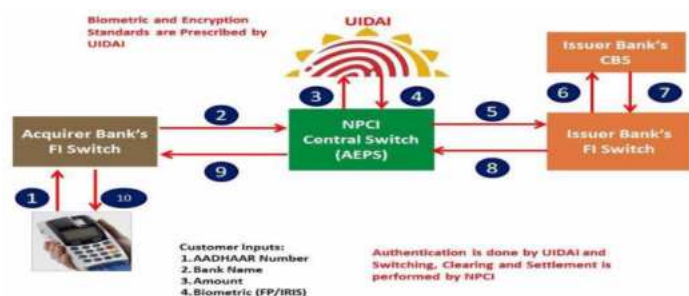 Biometric and Encryption
Standards are Prescribed by
UIDAI
UIDAI
Issuer Bank's
CBS
3
4
6
7
2
5
Acquirer Bank's
FI Switch
NPCI
Central Switch
(AEPS)
Issuer Bank's
FI Switch
9
8
1
10
Customer Inputs:
1. AADHAAR Number
2. Bank Name
3. Amount
4. Biometric (FP/IRIS)
Authentication is done by UIDAI and
Switching, Clearing and Settlement is
performed by NPCI